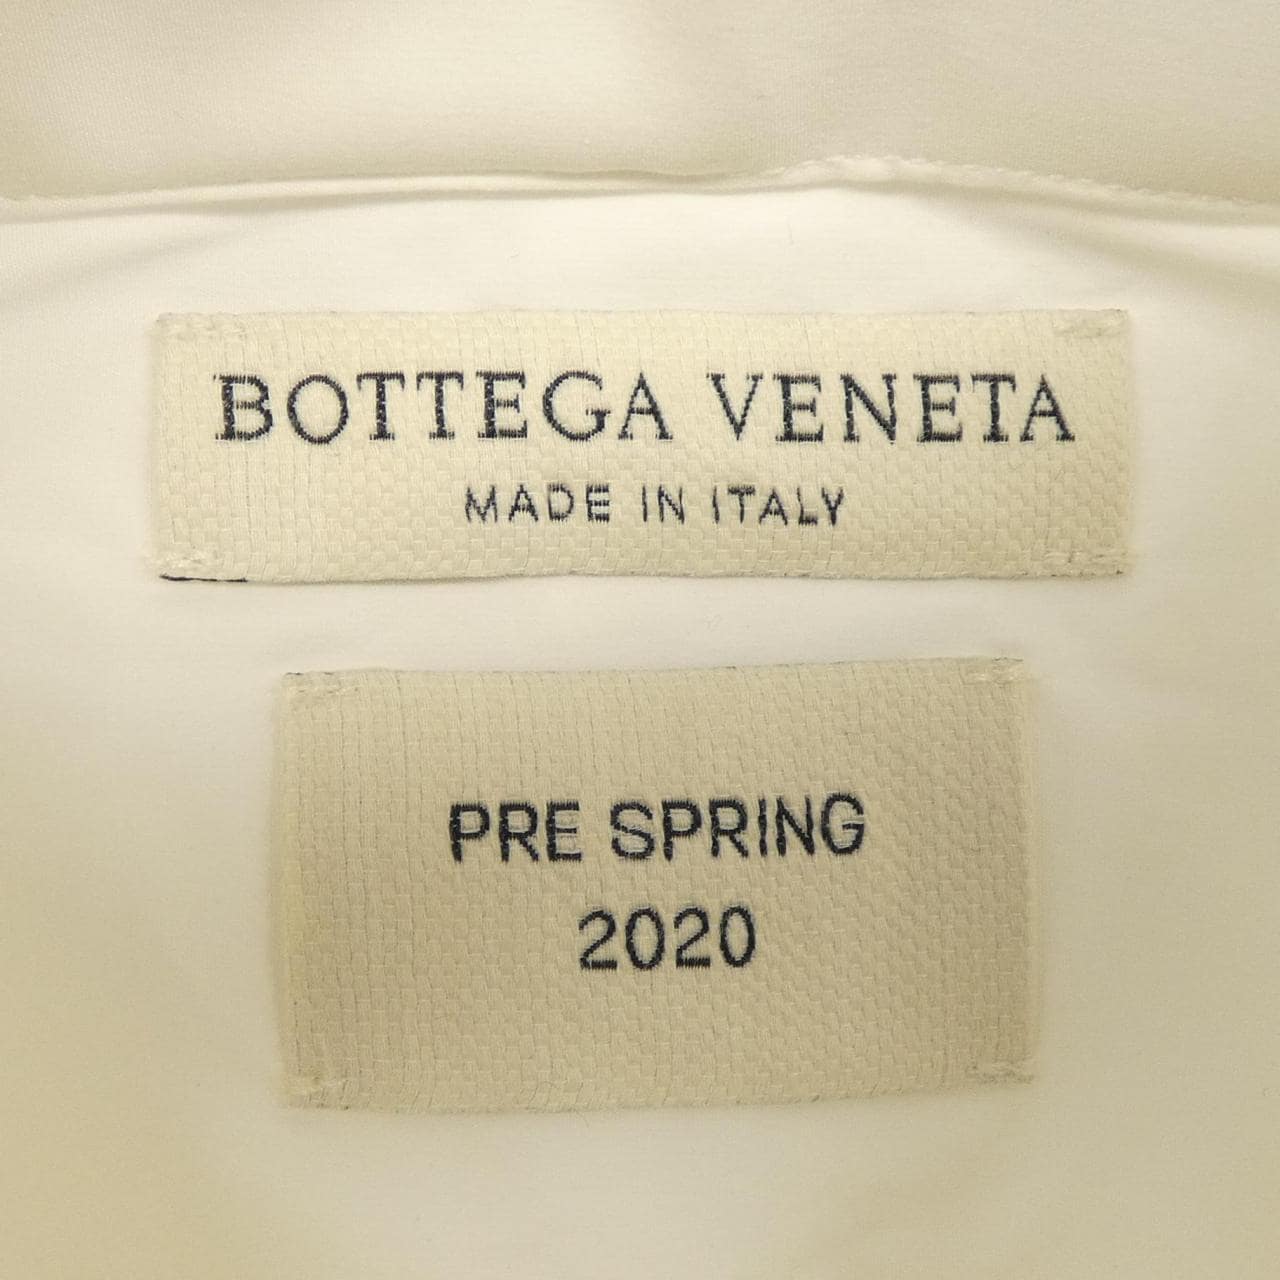 BOTTEGA VENETA
MADE IN ITALY
PRE SPRING
2020